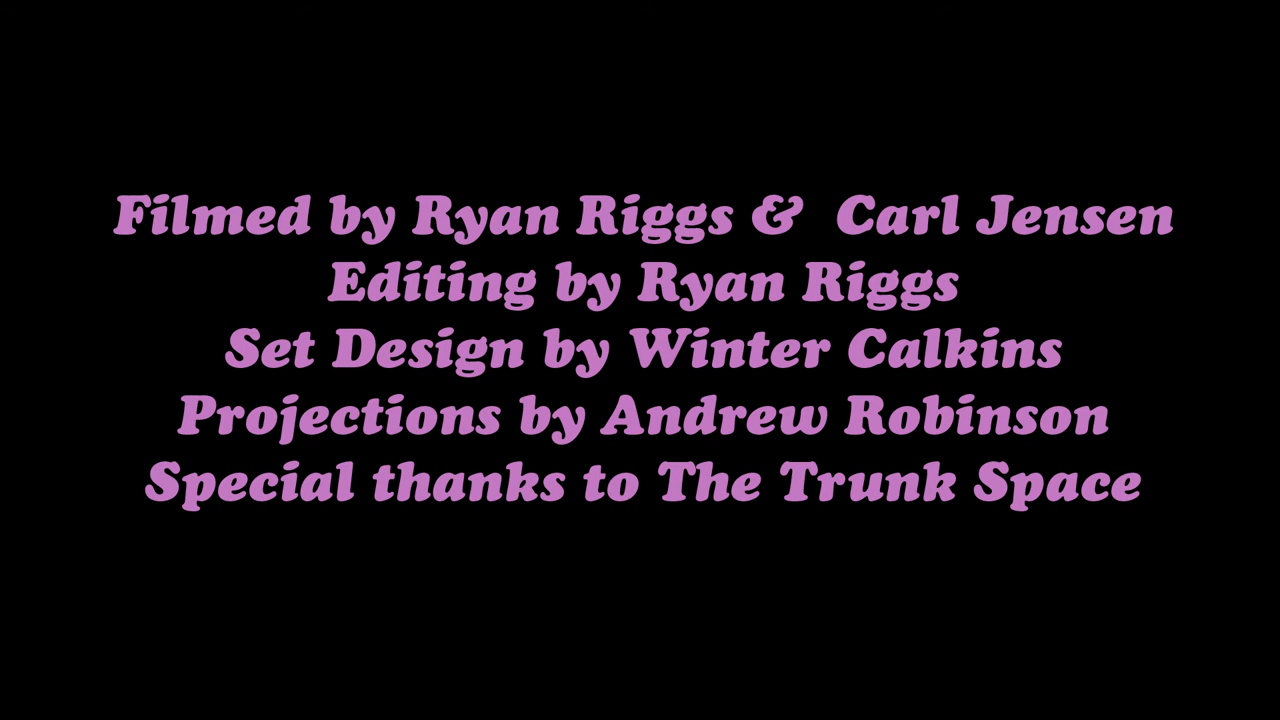 Filmed by Ryan Riggs & Carl Jensen
Editing by Ryan Riggs
Set Design by Winter Calkins
Projections by Andrew Robinson
Special thanks to The Trunk Space